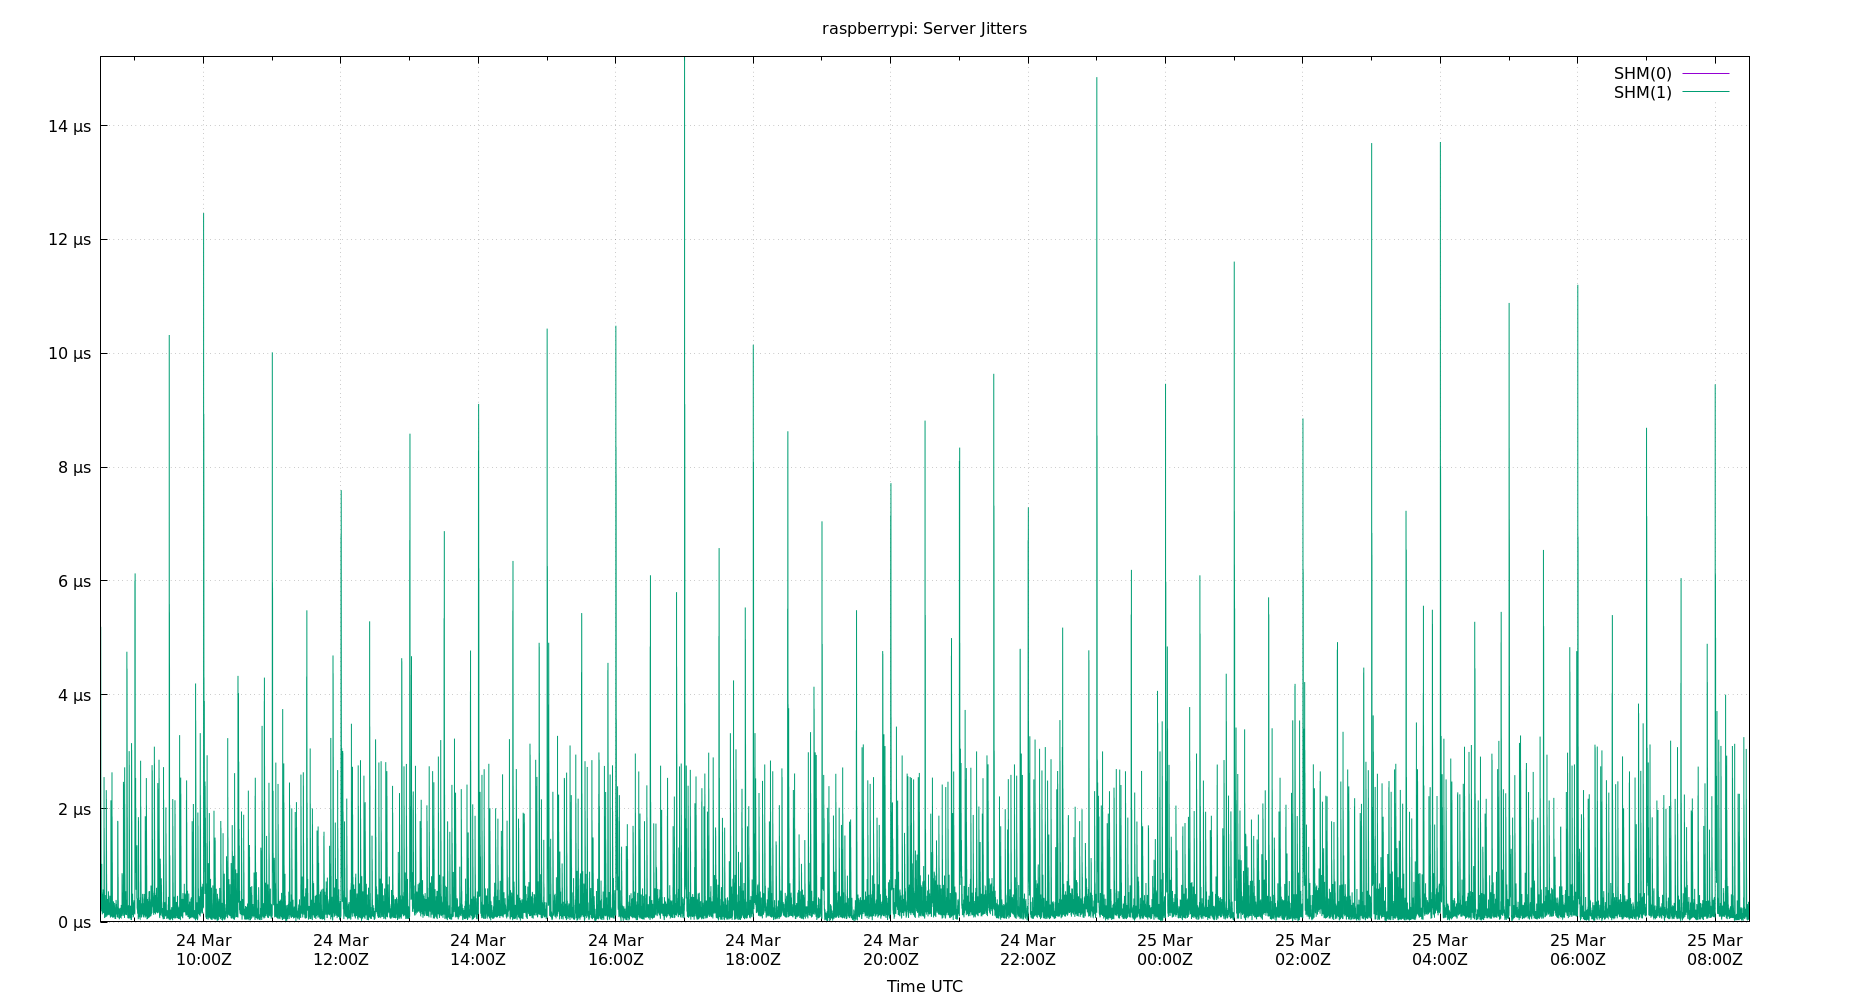 raspberrypi: Server Jitters
SHM(0)
SHM(1)
14 µs
12 µs
10 µs
8 µs
6 µs
4 µs
2 µs
0 µs
24 Mar
10:00Z
24 Mar
12:00Z
24 Mar
14:00Z
24 Mar
16:00Z
24 Mar
18:00Z
24 Mar
20:00Z
24 Mar
22:00Z
25 Mar
00:00Z
25 Mar
02:00Z
25 Mar
04:00Z
25 Mar
06:00Z
25 Mar
08:00Z
Time UTC